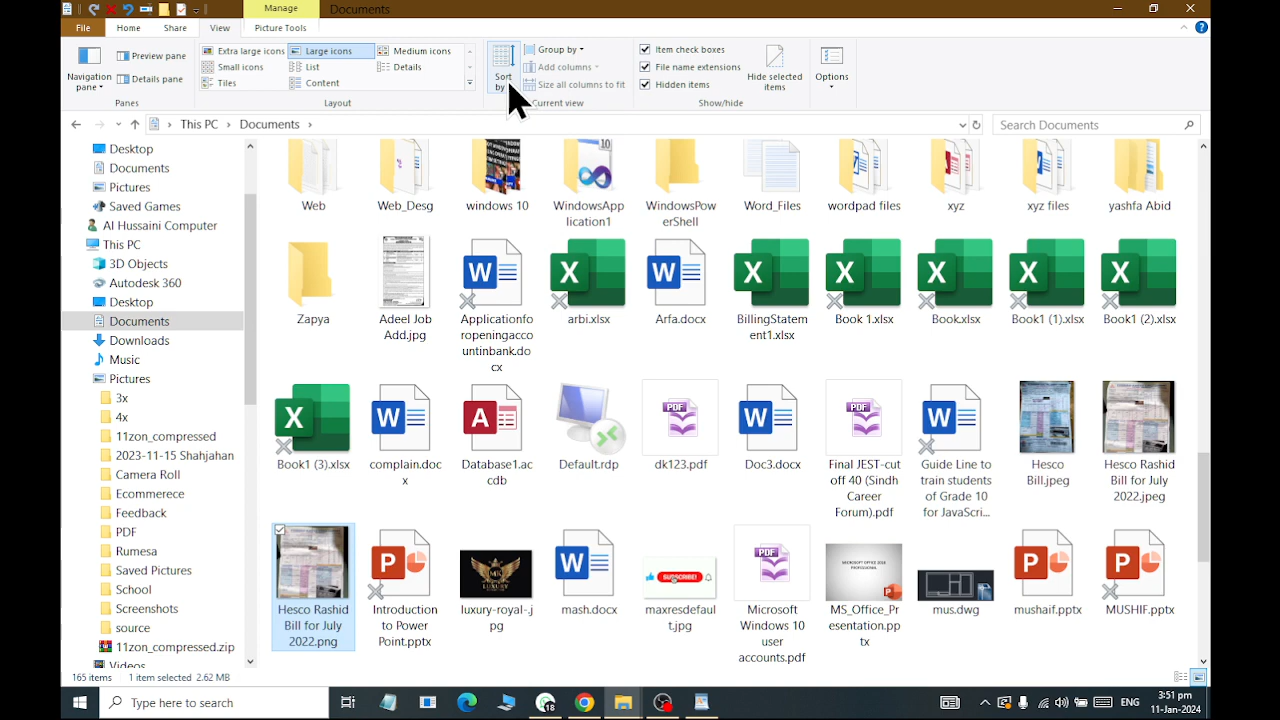 Manage
Documents
File
Home
Share
View
Picture Tools
Navigation pane
Preview pane
Details pane
Panes
Extra large icons
Large icons
Medium icons
Small icons
List
Details
Tiles
Content
Layout
Sort
by
Group by
Add columns
Size all columns to fit
Current view
Item check boxes
File name extensions
Hidden items
Hide selected
items
Show/hide
Options
This PC > Documents >
Search Documents
Desktop
Documents
Pictures
Saved Games
Al Hussaini Computer
This PC
3D Objects
Autodesk 360
Desktop
Documents
Downloads
Music
Pictures
3x
4x
11zon_compressed
2023-11-15 Shahjahan
Camera Roll
Ecommerece
Feedback
PDF
Rumesa
Saved Pictures
School
Screenshots
source
11zon_compressed.zip
Videos
Web
Web_Desg
windows 10
WindowsApp
lication1
WindowsPow
erShell
Word_Files
wordpad files
xyz
xyz files
yashfa Abid
Zapya
Adeel Job
Add.jpg
Applicationfo
ropeningacco
untinbank.do
cx
arbi.xlsx
Arfa.docx
BillingStatem
ent1.xlsx
Book 1.xlsx
Book.xlsx
Book1 (1).xlsx
Book1 (2).xlsx
Book1 (3).xlsx
complain.doc
x
Database1.ac
cdb
Default.rdp
dk123.pdf
Doc3.docx
Final JEST-cut
off 40 (Sindh
Career
Forum).pdf
Guide Line to
train students
of Grade 10
for JavaScri...
Hesco
Bill.jpeg
Hesco Rashid
Bill for July
2022.jpeg
Hesco Rashid
Bill for July
2022.png
Introduction
to Power
Point.pptx
luxury-royal-.j
pg
mash.docx
SUBSCRIBE!
maxresdefaul
t.jpg
Microsoft
Windows 10
user
accounts.pdf
MS_Office_Pr
esentation.pp
tx
mus.dwg
mushaif.pptx
MUSHIF.pptx
165 items
1 item selected 2.62 MB
Type here to search
ENG
3:51 pm
11-Jan-2024